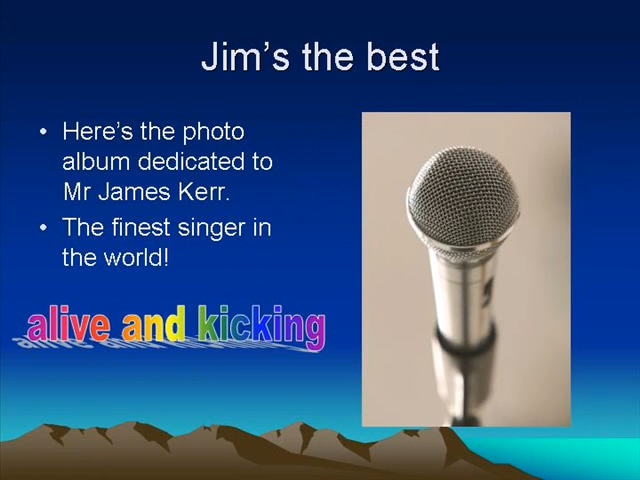 Jim's the best
• Here's the photo
album dedicated to
Mr James Kerr.
• The finest singer in
the world!
alive and kicking